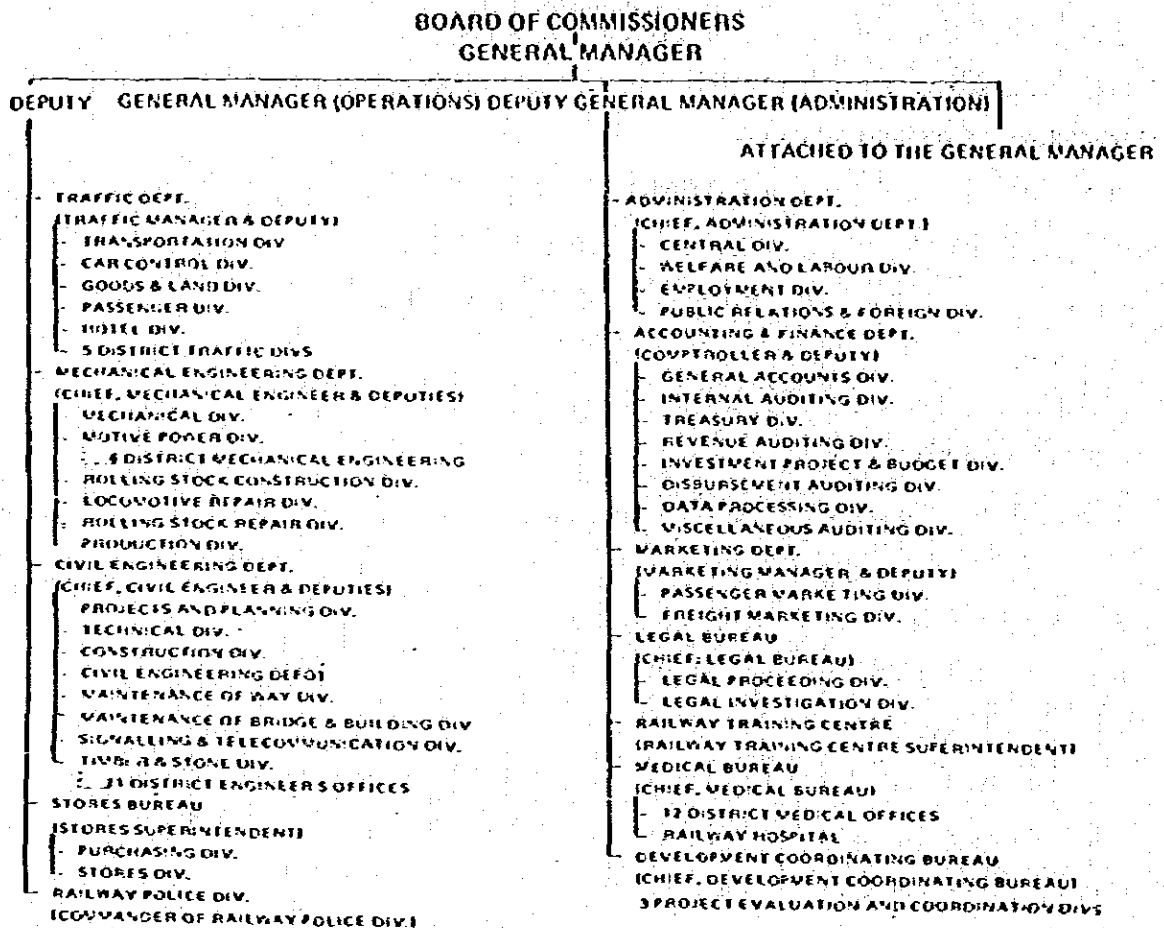 BOARD OF COMMISSIONERS
GENERAL MANAGER
DEPUTY GENERAL MANAGER (OPERATIONS) DEPUTY GENERAL MANAGER (ADMINISTRATION)
ATTACHED TO THE GENERAL MANAGER
- TRAFFIC DEPT.
(TRAFFIC MANAGER & DEPUTY)
- TRANSPORTATION DIV
- CAR CONTROL DIV.
- GOODS & LAND DIV.
- PASSENGER DIV.
- HOTEL DIV.
- 5 DISTRICT TRAFFIC DIVS
- MECHANICAL ENGINEERING DEPT.
(CHIEF, MECHANICAL ENGINEER & DEPUTIES)
- MECHANICAL DIV.
- MOTIVE POWER DIV.
DISTRICT MECHANICAL ENGINEERING
- ROLLING STOCK CONSTRUCTION DIV.
- LOCOMOTIVE REPAIR DIV.
- ROLLING STOCK REPAIR DIV.
- PRODUCTION DIV.
- CIVIL ENGINEERING DEPT.
(CHIEF, CIVIL ENGINEER & DEPUTIES)
- PROJECTS AND PLANNING DIV.
- TECHNICAL DIV.
- CONSTRUCTION DIV.
- CIVIL ENGINEERING DEPOT
- MAINTENANCE OF WAY DIV.
- MAINTENANCE OF BRIDGE & BUILDING DIV
- SIGNALLING & TELECOMMUNICATION DIV.
- TIMBER & STONE DIV.
DISTRICT ENGINEERS OFFICES
- STORES BUREAU
(STORES SUPERINTENDENT)
- PURCHASING DIV.
- STORES DIV.
- RAILWAY POLICE DIV.
(COMMANDER OF RAILWAY POLICE DIV.)
- ADMINISTRATION DEPT.
(CHIEF, ADMINISTRATION DEPT.)
- CENTRAL DIV.
- WELFARE AND LABOUR DIV.
- EMPLOYMENT DIV.
- PUBLIC RELATIONS & FOREIGN DIV.
- ACCOUNTING & FINANCE DEPT.
(COMPTROLLER & DEPUTY)
- GENERAL ACCOUNTS DIV.
- INTERNAL AUDITING DIV.
- TREASURY DIV.
- REVENUE AUDITING DIV.
- INVESTMENT PROJECT & BUDGET DIV.
- DISBURSEMENT AUDITING DIV.
- DATA PROCESSING DIV.
- MISCELLANEOUS AUDITING DIV.
- MARKETING DEPT.
(MARKETING MANAGER & DEPUTY)
- PASSENGER MARKETING DIV.
- FREIGHT MARKETING DIV.
- LEGAL BUREAU
(CHIEF, LEGAL BUREAU)
- LEGAL PROCEEDING DIV.
- LEGAL INVESTIGATION DIV.
- RAILWAY TRAINING CENTRE
(RAILWAY TRAINING CENTRE SUPERINTENDENT)
- MEDICAL BUREAU
(CHIEF, MEDICAL BUREAU)
- 12 DISTRICT MEDICAL OFFICES
- RAILWAY HOSPITAL
- DEVELOPMENT COORDINATING BUREAU
(CHIEF, DEVELOPMENT COORDINATING BUREAU)
3 PROJECT EVALUATION AND COORDINATION DIVS